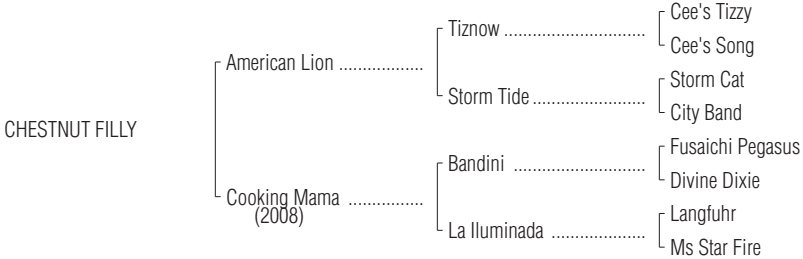 Cee's Tizzy
Tiznow ..............................
Cee's Song
American Lion ..................
Storm Cat
Storm Tide........................
City Band
CHESTNUT FILLY
Fusaichi Pegasus
Bandini ............................
Divine Dixie
Cooking Mama ................
(2008)
Langfuhr
La Iluminada ....................
Ms Star Fire